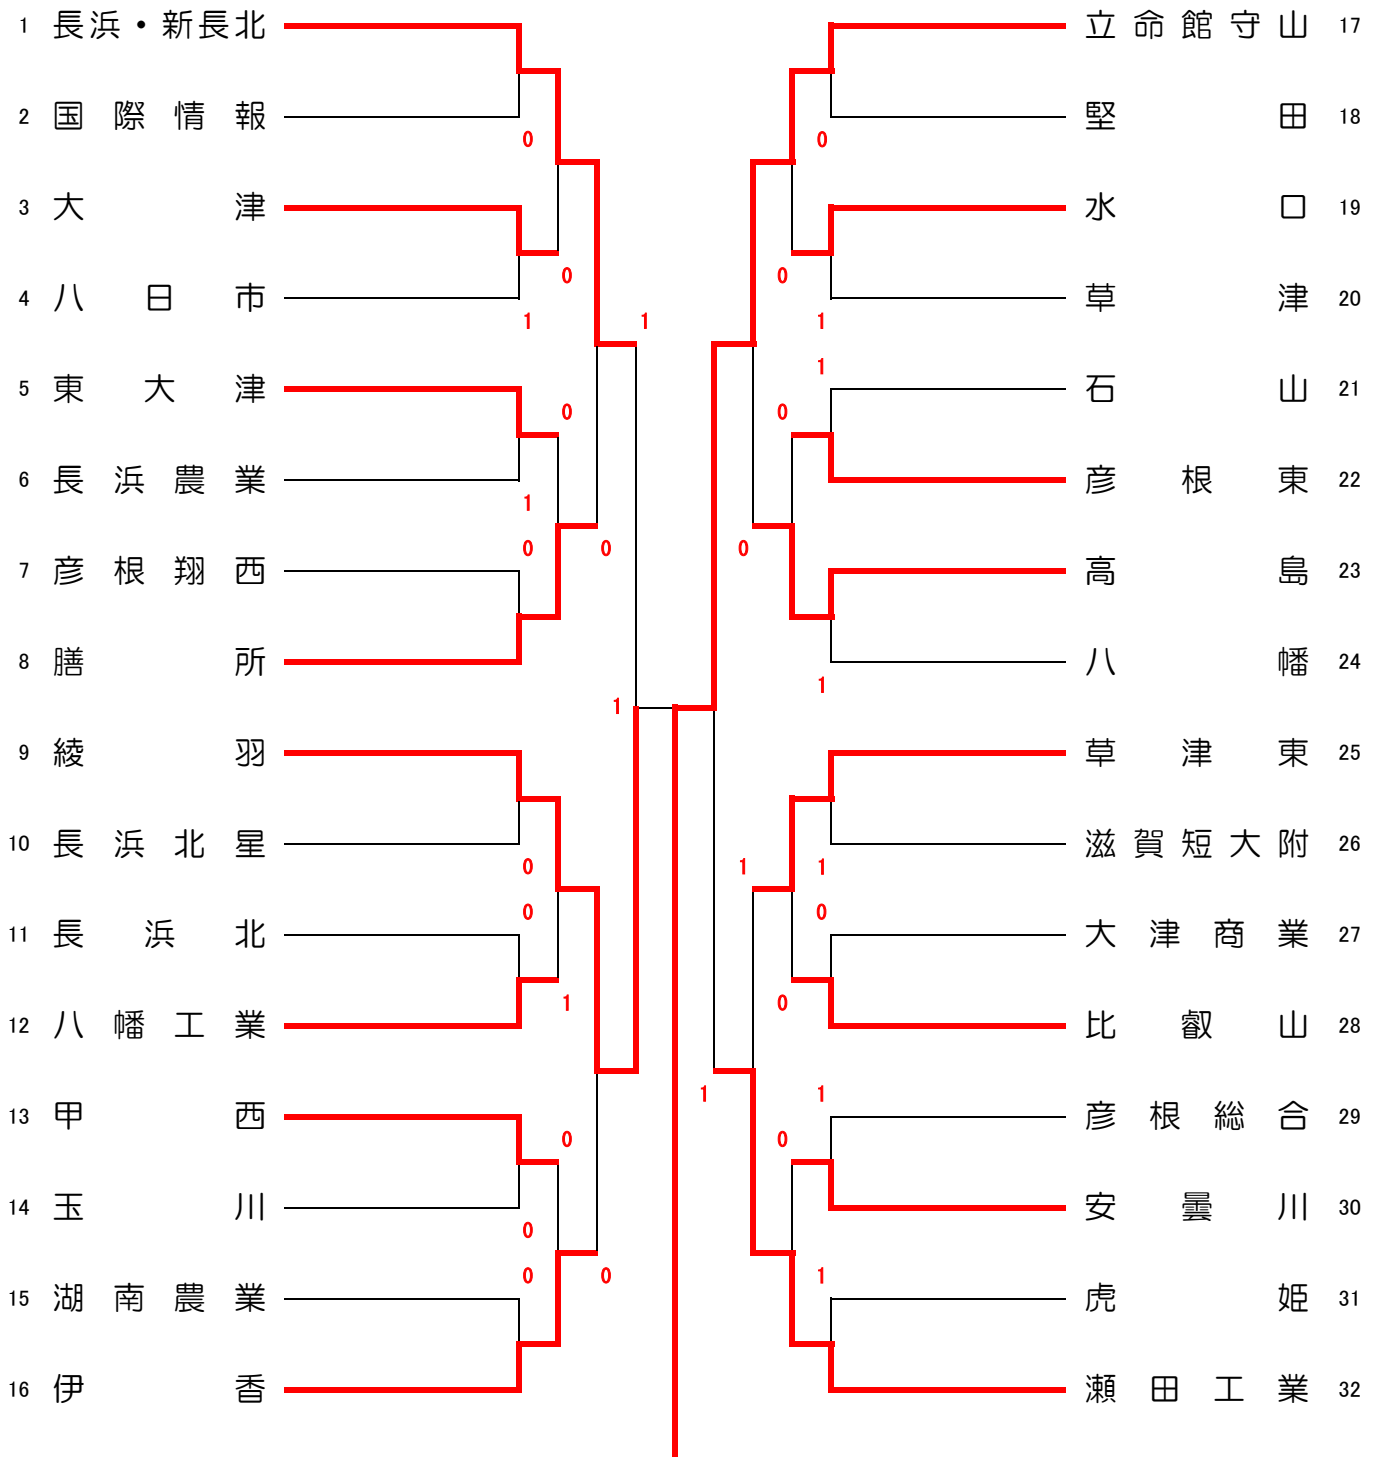 1 長浜・新長北
2 国際情報
0
3 大津
0
4 八日市
1
1
5 東大津
0
6 長浜農業
1
0
0
7 彦根翔西
8 膳所
1
9 綾羽
10 長浜北星
0
0
11 長浜北
1
12 八幡工業
13 甲西
0
14 玉川
0
0
0
15 湖南農業
16 伊香
立命館守山 17
堅田 18
0
水口 19
0
草津 20
1
1
石山 21
0
彦根東 22
0
高島 23
八幡 24
1
草津東 25
滋賀短大附 26
1
1
0
大津商業 27
0
比叡山 28
1
1
彦根総合 29
0
安曇川 30
1
虎姫 31
瀬田工業 32